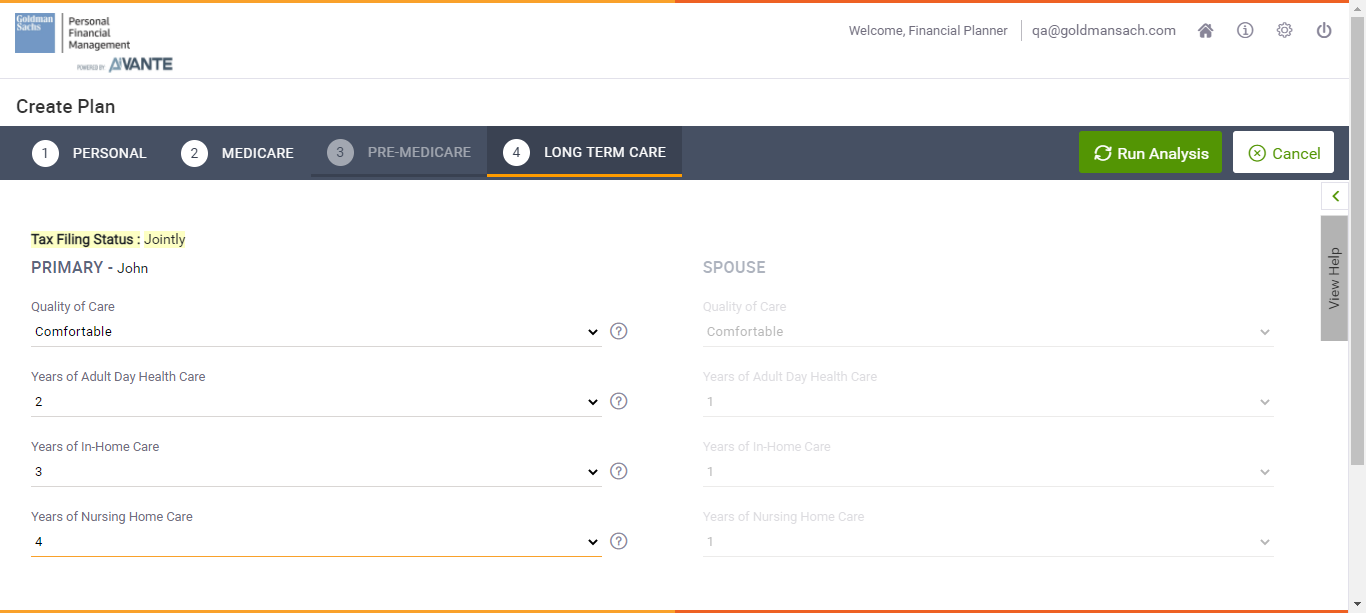 Goldman
Sachs
Personal
Financial
Management
POWERED BY AIVANTE
Welcome, Financial Planner
qa@goldmansach.com
Create Plan
1 PERSONAL
2 MEDICARE
3 PRE-MEDICARE
4 LONG TERM CARE
Run Analysis
Cancel
View Help
Tax Filing Status : Jointly
PRIMARY - John
SPOUSE
Quality of Care
Quality of Care
Comfortable
Comfortable
Years of Adult Day Health Care
Years of Adult Day Health Care
2
1
Years of In-Home Care
Years of In-Home Care
3
1
Years of Nursing Home Care
Years of Nursing Home Care
4
1